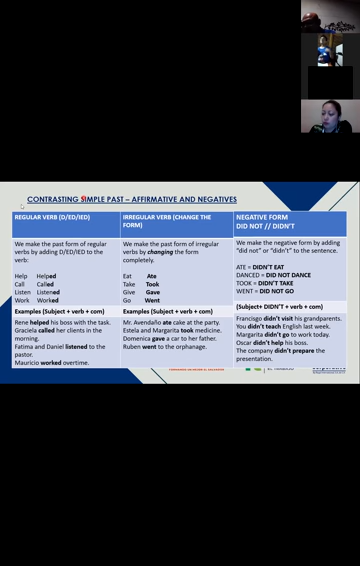 CONTRASTING SIMPLE PAST – AFFIRMATIVE AND NEGATIVES
REGULAR VERB (D/ED/IED)
We make the past form of regular
verbs by adding D/ED/IED to the
verb:
Help Helped
Call Called
Listen Listened
Work Worked
Examples (Subject + verb + com)
Rene helped his boss with the task.
Graciela called her clients in the
morning.
Fatima and Daniel listened to the
pastor.
Mauricio worked overtime.
IRREGULAR VERB (CHANGE THE
FORM)
We make the past form of irregular
verbs by changing the form
completely.
Eat Ate
Take Took
Give Gave
Go Went
Examples (Subject + verb + com)
Mr. Avendaño ate cake at the party.
Estela and Margarita took medicine.
Domenica gave a car to her father.
Ruben went to the orphanage.
NEGATIVE FORM
DID NOT // DIDN'T
We make the negative form by adding
"did not" or "didn't" to the sentence.
ATE = DIDN'T EAT
DANCED = DID NOT DANCE
TOOK = DIDN'T TAKE
WENT = DID NOT GO
(Subject+ DIDN'T + verb + com)
Francisgo didn't visit his grandparents.
You didn't teach English last week.
Margarita didn't go to work today.
Oscar didn't help his boss.
The company didn't prepare the
presentation.